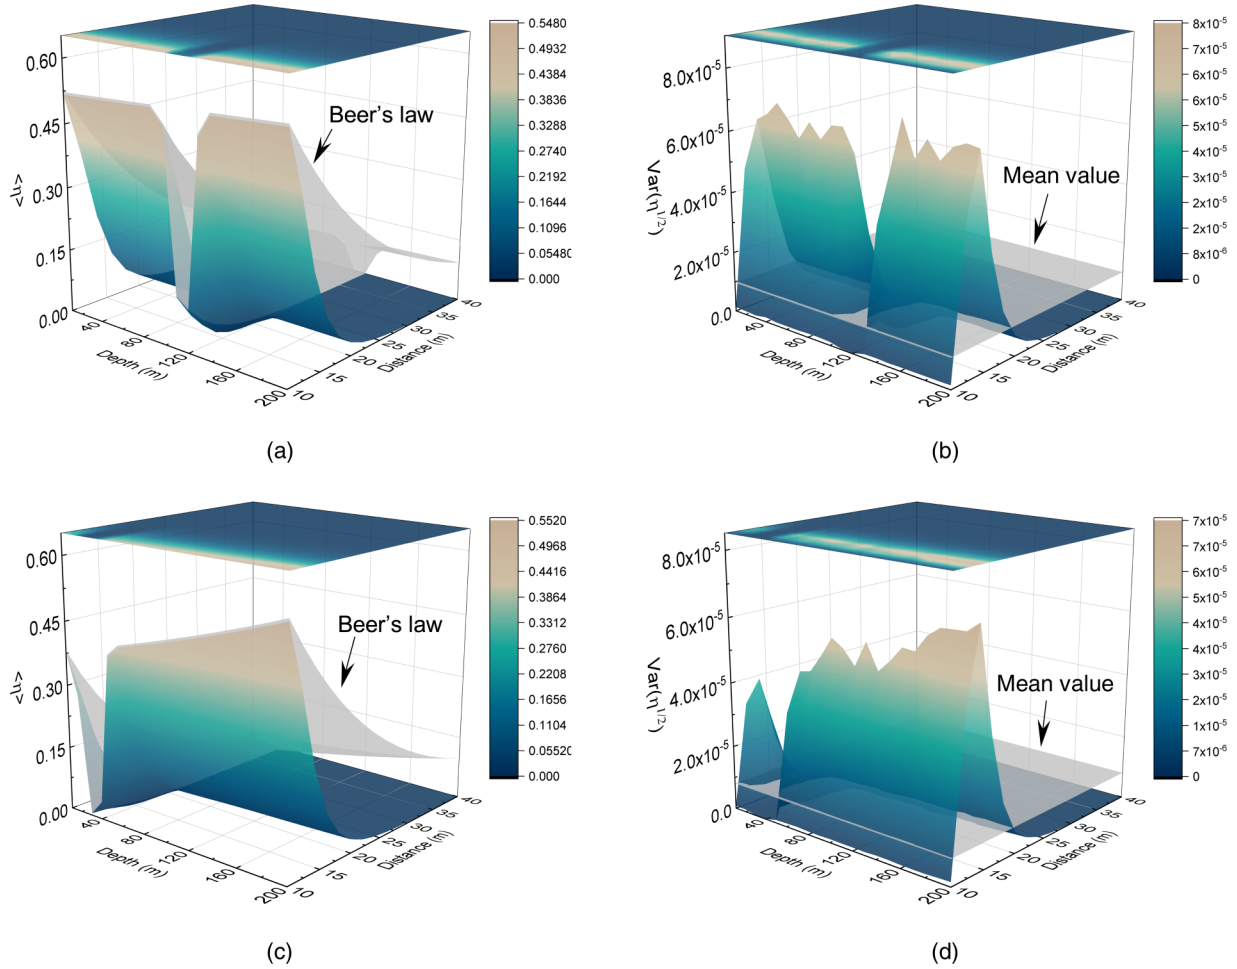 0.60
0.45
0.30
0.15
0.00
<η>
40
80
120
160
200
Depth (m)
10
15
20
25
30
35
40
Distance (m)
Beer's law
0.5480
0.4932
0.4384
0.3836
0.3288
0.2740
0.2192
0.1644
0.1096
0.05480
0.000
(a)
8.0x10⁻⁵
6.0x10⁻⁵
4.0x10⁻⁵
2.0x10⁻⁵
0.0
Var(η^1/2)
40
80
120
160
200
Depth (m)
10
15
20
25
30
35
40
Distance (m)
Mean value
8x10⁻⁵
7x10⁻⁵
7x10⁻⁵
6x10⁻⁵
5x10⁻⁵
4x10⁻⁵
3x10⁻⁵
2x10⁻⁵
2x10⁻⁵
8x10⁻⁶
0
(b)
0.60
0.45
0.30
0.15
0.00
<η>
40
80
120
160
200
Depth (m)
10
15
20
25
30
35
40
Distance (m)
Beer's law
0.5520
0.4968
0.4416
0.3864
0.3312
0.2760
0.2208
0.1656
0.1104
0.05520
0.000
(c)
8.0x10⁻⁵
6.0x10⁻⁵
4.0x10⁻⁵
2.0x10⁻⁵
0.0
Var(η^1/2)
40
80
120
160
200
Depth (m)
10
15
20
25
30
35
40
Distance (m)
Mean value
7x10⁻⁵
7x10⁻⁵
6x10⁻⁵
5x10⁻⁵
4x10⁻⁵
4x10⁻⁵
3x10⁻⁵
2x10⁻⁵
1x10⁻⁵
7x10⁻⁶
0
(d)